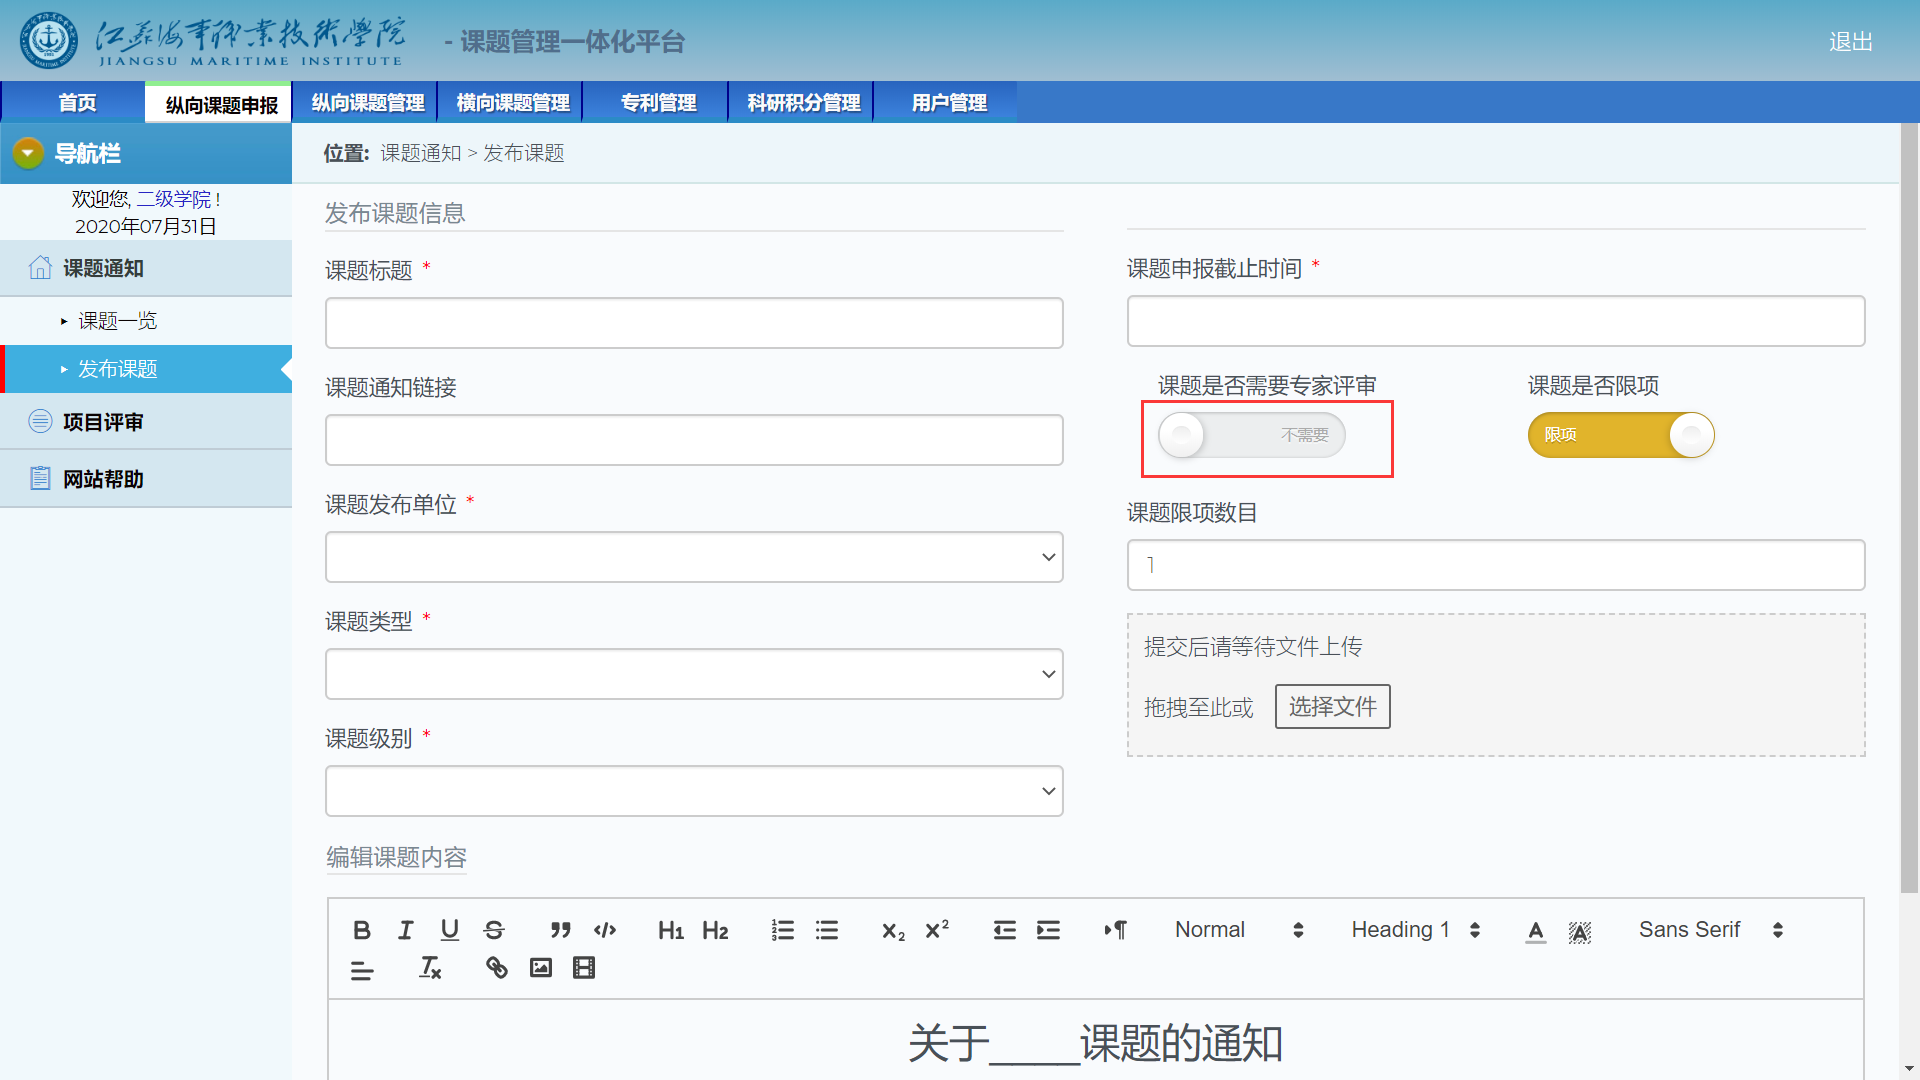 江苏海事职业技术学院
JIANGSU MARITIME INSTITUTE
- 课题管理一体化平台
退出
首页
纵向课题申报
纵向课题管理
横向课题管理
专利管理
科研积分管理
用户管理
导航栏
欢迎您, 二级学院 !
2020年07月31日
课题通知
课题一览
发布课题
项目评审
网站帮助
位置: 课题通知 > 发布课题
发布课题信息
课题标题 *
课题通知链接
课题发布单位 *
课题类型 *
课题级别 *
课题申报截止时间 *
课题是否需要专家评审
不需要
课题是否限项
限项
课题限项数目
1
提交后请等待文件上传
拖拽至此或 选择文件
编辑课题内容
Normal
Heading 1
Sans Serif
关于____课题的通知